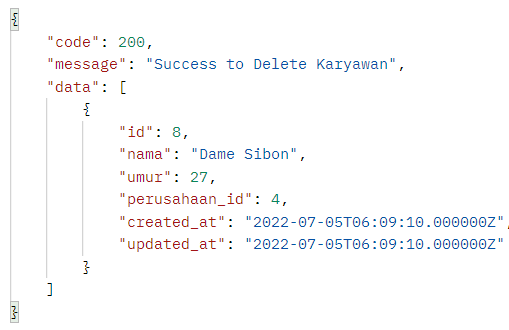 {
    "code": 200,
    "message": "Success to Delete Karyawan",
    "data": [
        {
            "id": 8,
            "nama": "Dame Sibon",
            "umur": 27,
            "perusahaan_id": 4,
            "created_at": "2022-07-05T06:09:10.000000Z",
            "updated_at": "2022-07-05T06:09:10.000000Z"
        }
    ]
}